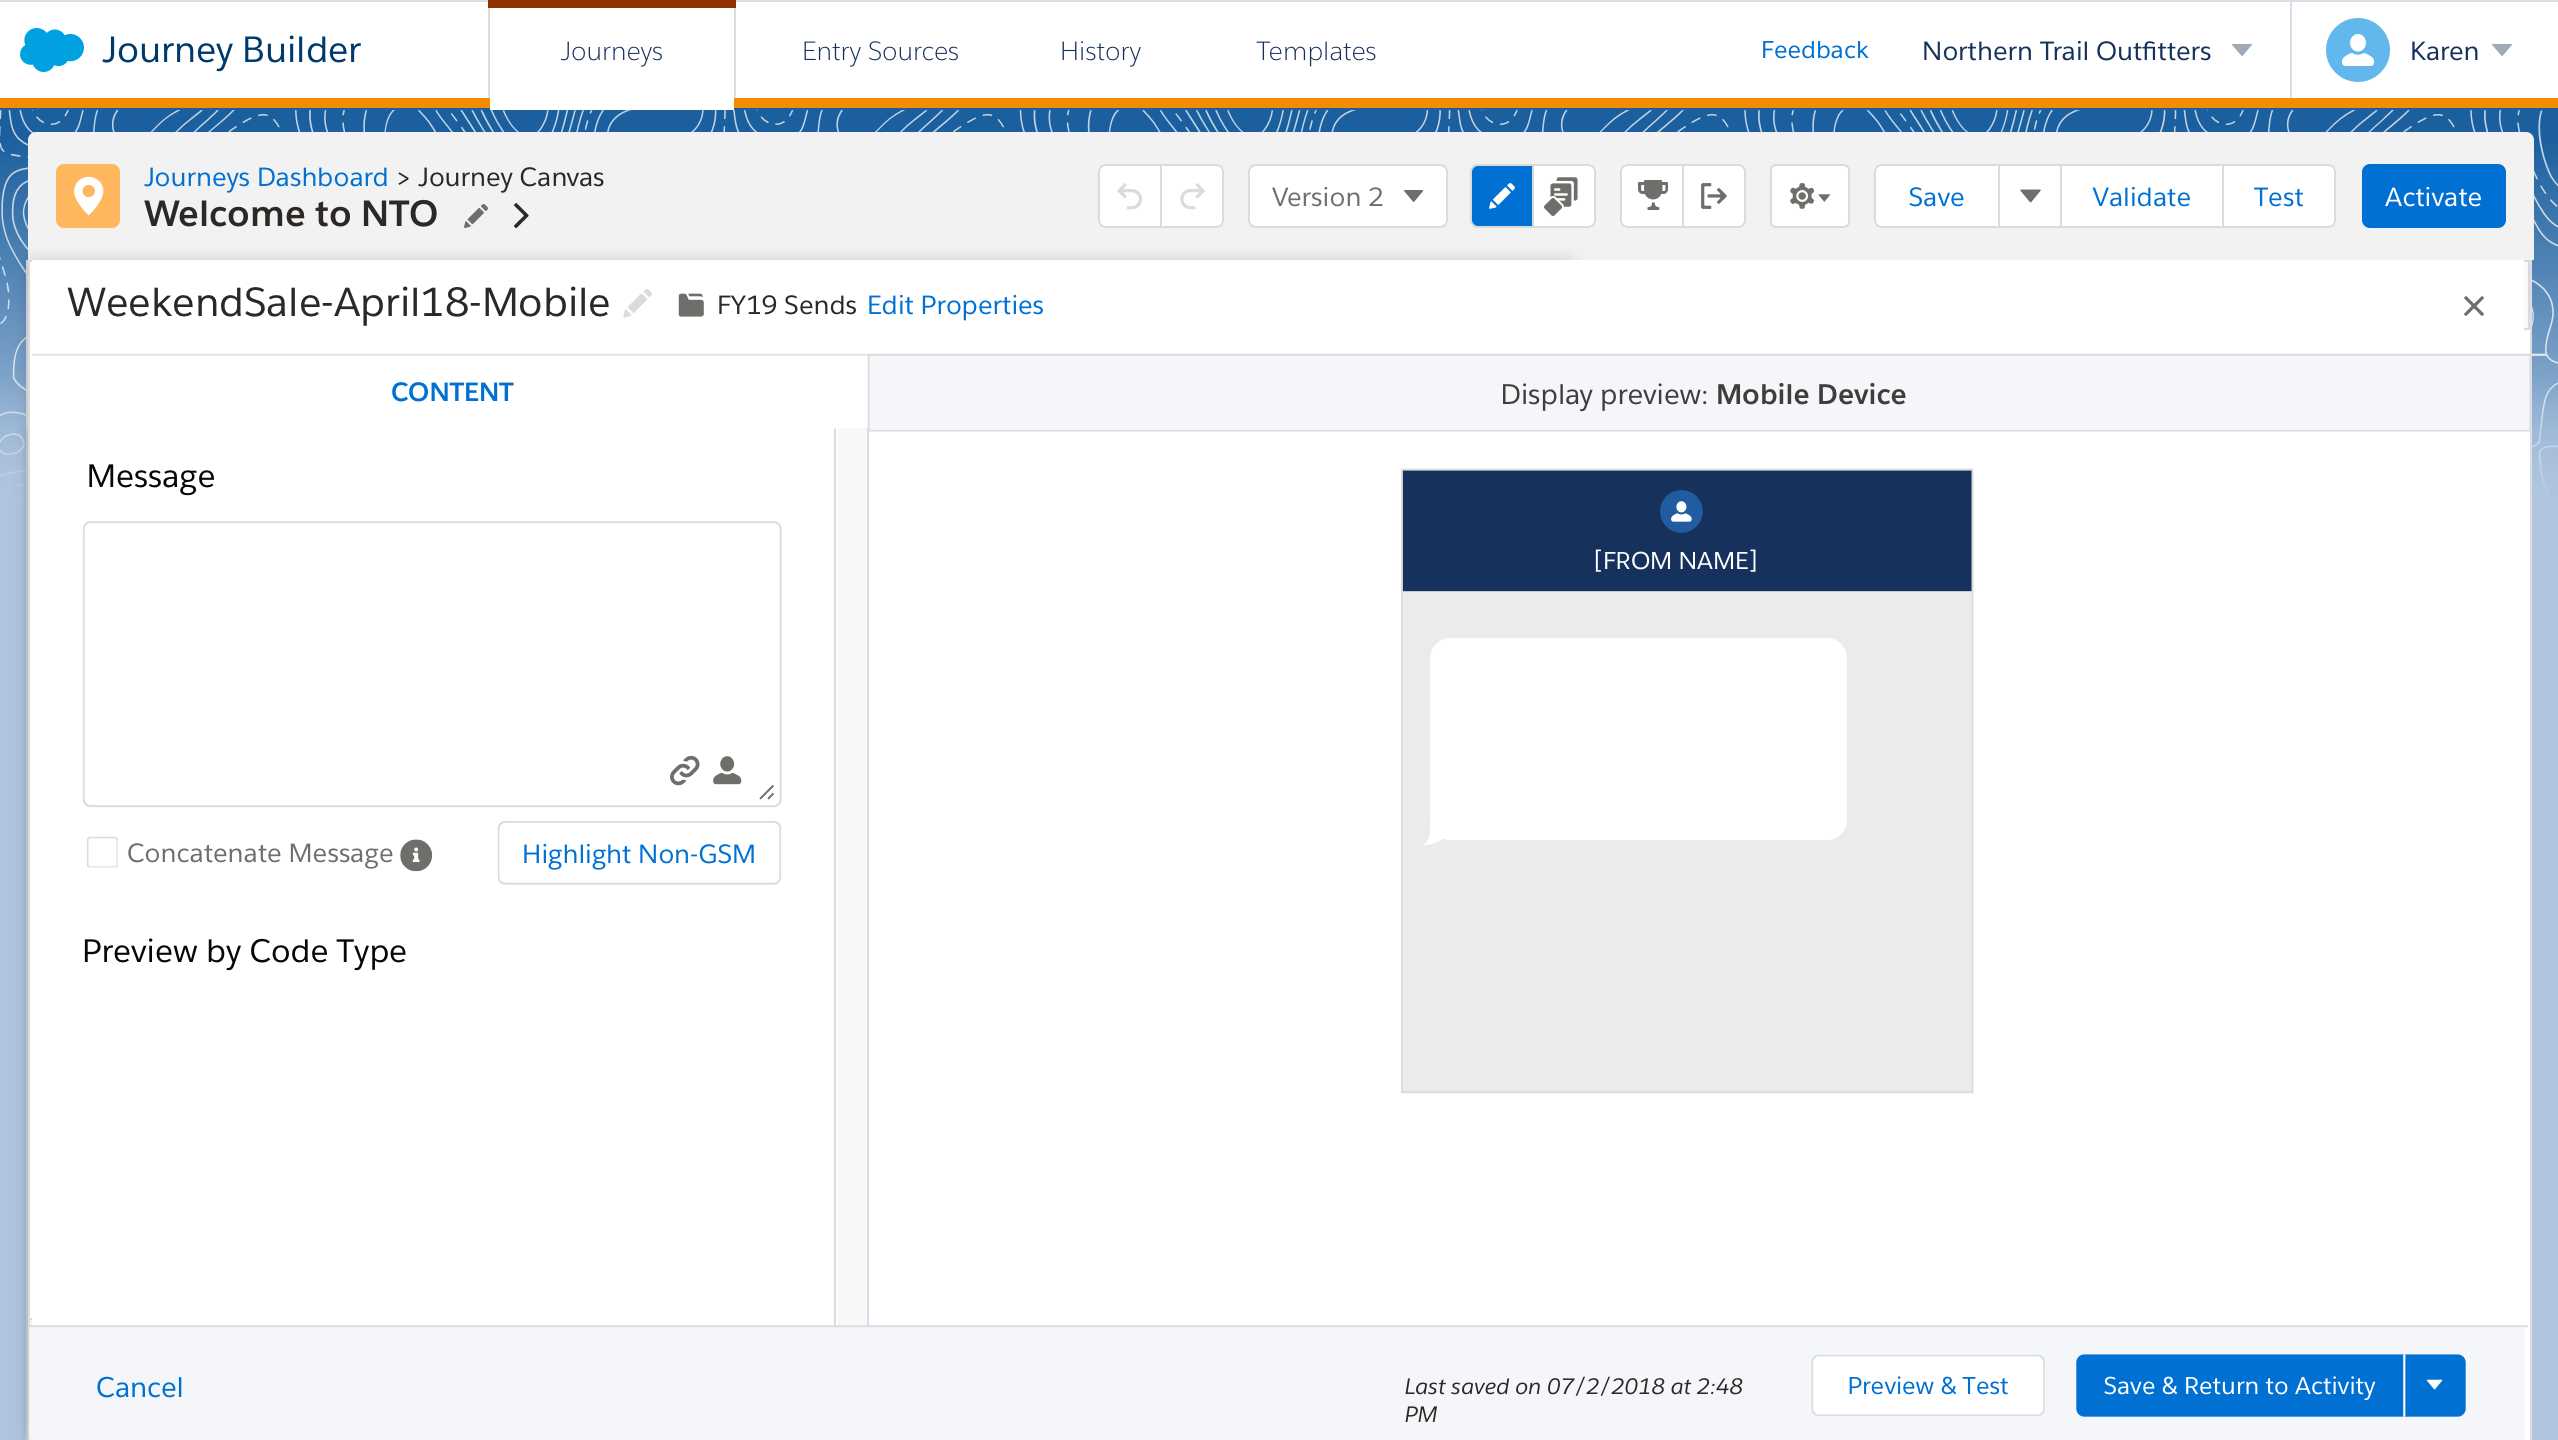 Journey Builder
Journeys
Entry Sources
History
Templates
Feedback
Northern Trail Outfitters
Karen
Journeys Dashboard > Journey Canvas
Welcome to NTO
Version 2
Save
Validate
Test
Activate
WeekendSale-April18-Mobile
FY19 Sends Edit Properties
CONTENT
Display preview: Mobile Device
Message
[FROM NAME]
Concatenate Message
Highlight Non-GSM
Preview by Code Type
Cancel
Last saved on 07/2/2018 at 2:48
PM
Preview & Test
Save & Return to Activity